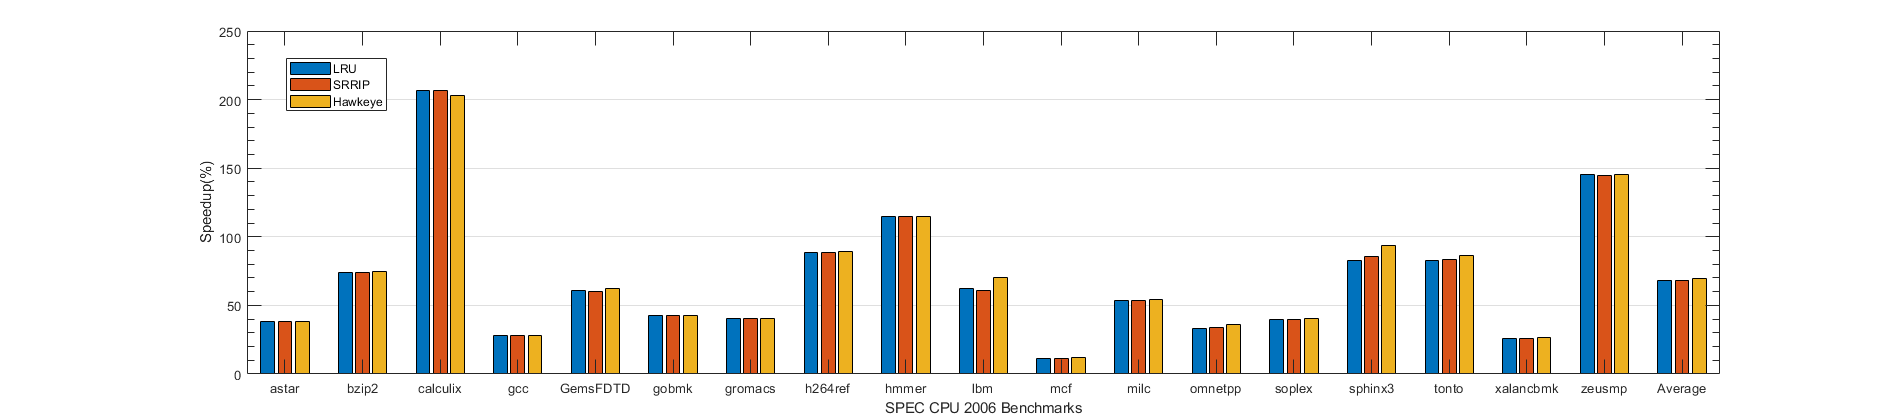 250
200
150
100
50
0
Speedup(%)
LRU
SRRIP
Hawkeye
astar bzip2 calculix gcc GemsFDTD gobmk gromacs h264ref hmmer lbm mcf milc omnetpp soplex sphinx3 tonto xalancbmk zeusmp Average
SPEC CPU 2006 Benchmarks